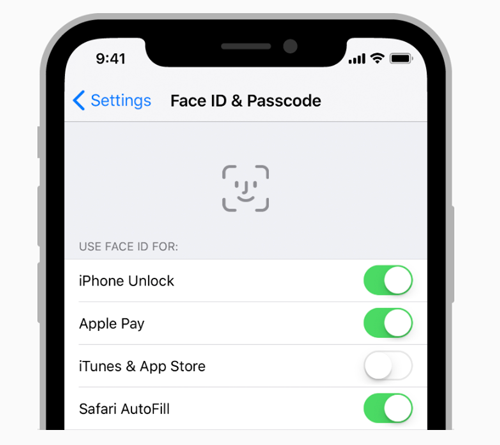 9:41
Settings Face ID & Passcode
USE FACE ID FOR:
iPhone Unlock
Apple Pay
iTunes & App Store
Safari AutoFill